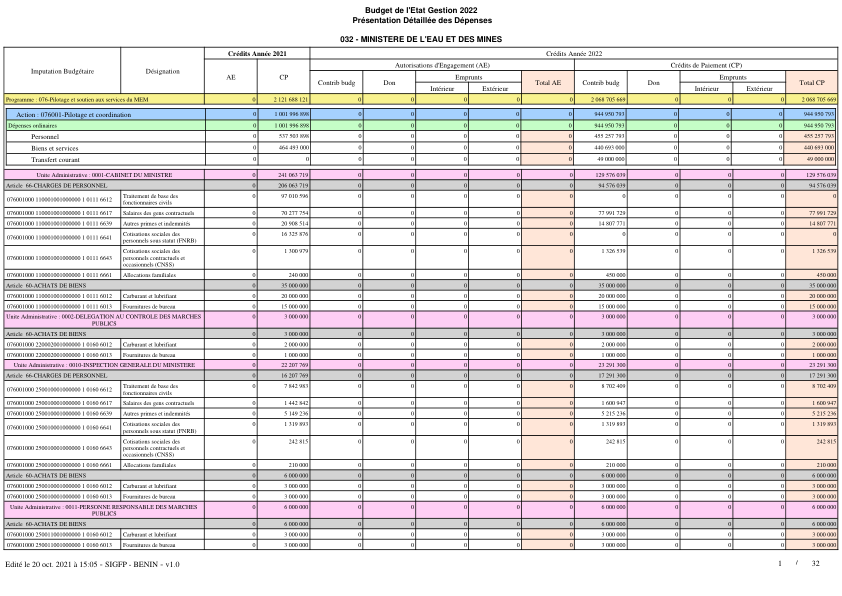 Budget de l'Etat Gestion 2022
Présentation Détaillée des Dépenses
032 - MINISTERE DE L'EAU ET DES MINES
Imputation Budgétaire Désignation Crédits Année 2021 Crédits Année 2022
AE CP Autorisations d'Engagement (AE) Crédits de Paiement (CP)
Contrib budg Don Emprunts Total AE Contrib budg Don Emprunts Total CP
Intérieur Extérieur Intérieur Extérieur
Programme : 076-Pilotage et soutien aux services du MEM 0 2 121 688 121 0 0 0 0 0 2 068 705 669 0 0 0 2 068 705 669
Action : 076001-Pilotage et coordination 0 1 001 996 898 0 0 0 0 0 944 950 793 0 0 0 944 950 793
Dépenses ordinaires 0 1 001 996 898 0 0 0 0 0 944 950 793 0 0 0 944 950 793
Personnel 0 537 503 898 0 0 0 0 0 455 257 793 0 0 0 455 257 793
Biens et services 0 464 493 000 0 0 0 0 0 440 693 000 0 0 0 440 693 000
Transfert courant 0 0 0 0 0 0 0 49 000 000 0 0 0 49 000 000
Unite Administrative : 0001-CABINET DU MINISTRE 0 241 063 719 0 0 0 0 0 129 576 039 0 0 0 129 576 039
Article 66-CHARGES DE PERSONNEL 0 206 063 719 0 0 0 0 0 94 576 039 0 0 0 94 576 039
076001000 110001001000000 1 0111 6612 Traitement de base des fonctionnaires civils 0 97 010 596 0 0 0 0 0 0 0 0 0 0
076001000 110001001000000 1 0111 6617 Salaires des gens contractuels 0 70 277 754 0 0 0 0 0 77 991 729 0 0 0 77 991 729
076001000 110001001000000 1 0111 6639 Autres primes et indemnités 0 20 908 514 0 0 0 0 0 14 807 771 0 0 0 14 807 771
076001000 110001001000000 1 0111 6641 Cotisations sociales des personnels sous statut (FNRB) 0 16 325 876 0 0 0 0 0 0 0 0 0 0
076001000 110001001000000 1 0111 6643 Cotisations sociales des personnels contractuels et occasionnels (CNSS) 0 1 300 979 0 0 0 0 0 1 326 539 0 0 0 1 326 539
076001000 110001001000000 1 0111 6661 Allocations familiales 0 240 000 0 0 0 0 0 450 000 0 0 0 450 000
Article 60-ACHATS DE BIENS 0 35 000 000 0 0 0 0 0 35 000 000 0 0 0 35 000 000
076001000 110001001000000 1 0111 6012 Carburant et lubrifiant 0 20 000 000 0 0 0 0 0 20 000 000 0 0 0 20 000 000
076001000 110001001000000 1 0111 6013 Fournitures de bureau 0 15 000 000 0 0 0 0 0 15 000 000 0 0 0 15 000 000
Unite Administrative : 0002-DELEGATION AU CONTROLE DES MARCHES PUBLICS 0 3 000 000 0 0 0 0 0 3 000 000 0 0 0 3 000 000
Article 60-ACHATS DE BIENS 0 3 000 000 0 0 0 0 0 3 000 000 0 0 0 3 000 000
076001000 220002001000000 1 0160 6012 Carburant et lubrifiant 0 2 000 000 0 0 0 0 0 2 000 000 0 0 0 2 000 000
076001000 220002001000000 1 0160 6013 Fournitures de bureau 0 1 000 000 0 0 0 0 0 1 000 000 0 0 0 1 000 000
Unite Administrative : 0010-INSPECTION GENERALE DU MINISTERE 0 22 207 769 0 0 0 0 0 23 291 300 0 0 0 23 291 300
Article 66-CHARGES DE PERSONNEL 0 16 207 769 0 0 0 0 0 17 291 300 0 0 0 17 291 300
076001000 250010001000000 1 0160 6612 Traitement de base des fonctionnaires civils 0 7 842 983 0 0 0 0 0 8 702 409 0 0 0 8 702 409
076001000 250010001000000 1 0160 6617 Salaires des gens contractuels 0 1 442 842 0 0 0 0 0 1 600 947 0 0 0 1 600 947
076001000 250010001000000 1 0160 6639 Autres primes et indemnités 0 5 149 236 0 0 0 0 0 5 215 236 0 0 0 5 215 236
076001000 250010001000000 1 0160 6641 Cotisations sociales des personnels sous statut (FNRB) 0 1 319 893 0 0 0 0 0 1 319 893 0 0 0 1 319 893
076001000 250010001000000 1 0160 6643 Cotisations sociales des personnels contractuels et occasionnels (CNSS) 0 242 815 0 0 0 0 0 242 815 0 0 0 242 815
076001000 250010001000000 1 0160 6661 Allocations familiales 0 210 000 0 0 0 0 0 210 000 0 0 0 210 000
Article 60-ACHATS DE BIENS 0 6 000 000 0 0 0 0 0 6 000 000 0 0 0 6 000 000
076001000 250010001000000 1 0160 6012 Carburant et lubrifiant 0 3 000 000 0 0 0 0 0 3 000 000 0 0 0 3 000 000
076001000 250010001000000 1 0160 6013 Fournitures de bureau 0 3 000 000 0 0 0 0 0 3 000 000 0 0 0 3 000 000
Unite Administrative : 0011-PERSONNE RESPONSABLE DES MARCHES PUBLICS 0 6 000 000 0 0 0 0 0 6 000 000 0 0 0 6 000 000
Article 60-ACHATS DE BIENS 0 6 000 000 0 0 0 0 0 6 000 000 0 0 0 6 000 000
076001000 250011001000000 1 0160 6012 Carburant et lubrifiant 0 3 000 000 0 0 0 0 0 3 000 000 0 0 0 3 000 000
076001000 250011001000000 1 0160 6013 Fournitures de bureau 0 3 000 000 0 0 0 0 0 3 000 000 0 0 0 3 000 000
Edité le 20 oct. 2021 à 15:05 - SIGFP - BENIN - v1.0 1 / 32